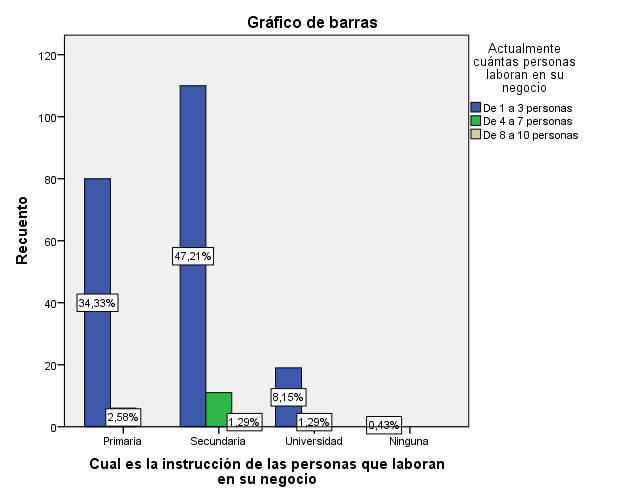 Gráfico de barras
Actualmente
cuántas personas
laboran en su
negocio
De 1 a 3 personas
De 4 a 7 personas
De 8 a 10 personas
Recuento
120
100
80
60
40
20
0
34,33%
2,58%
47,21%
1,29%
8,15%
1,29%
0,43%
Primaria
Secundaria
Universidad
Ninguna
Cual es la instrucción de las personas que laboran
en su negocio